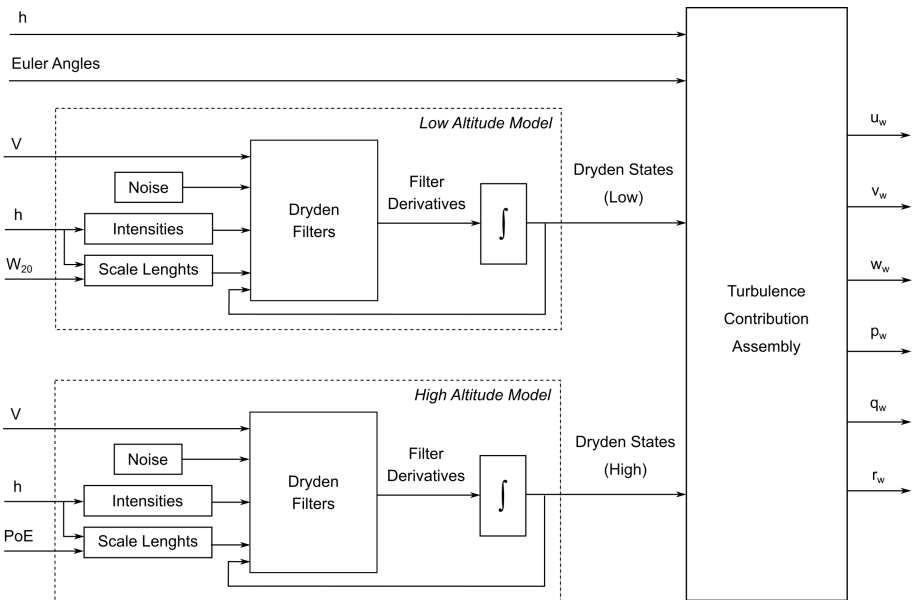 h
Euler Angles
Low Altitude Model
V
Noise
h
Intensities
W20
Scale Lenghts
Dryden
Filters
Filter
Derivatives
∫
Dryden States
(Low)
High Altitude Model
V
Noise
h
Intensities
PoE
Scale Lenghts
Dryden
Filters
Filter
Derivatives
∫
Dryden States
(High)
Turbulence
Contribution
Assembly
uw
vw
ww
pw
qw
rw